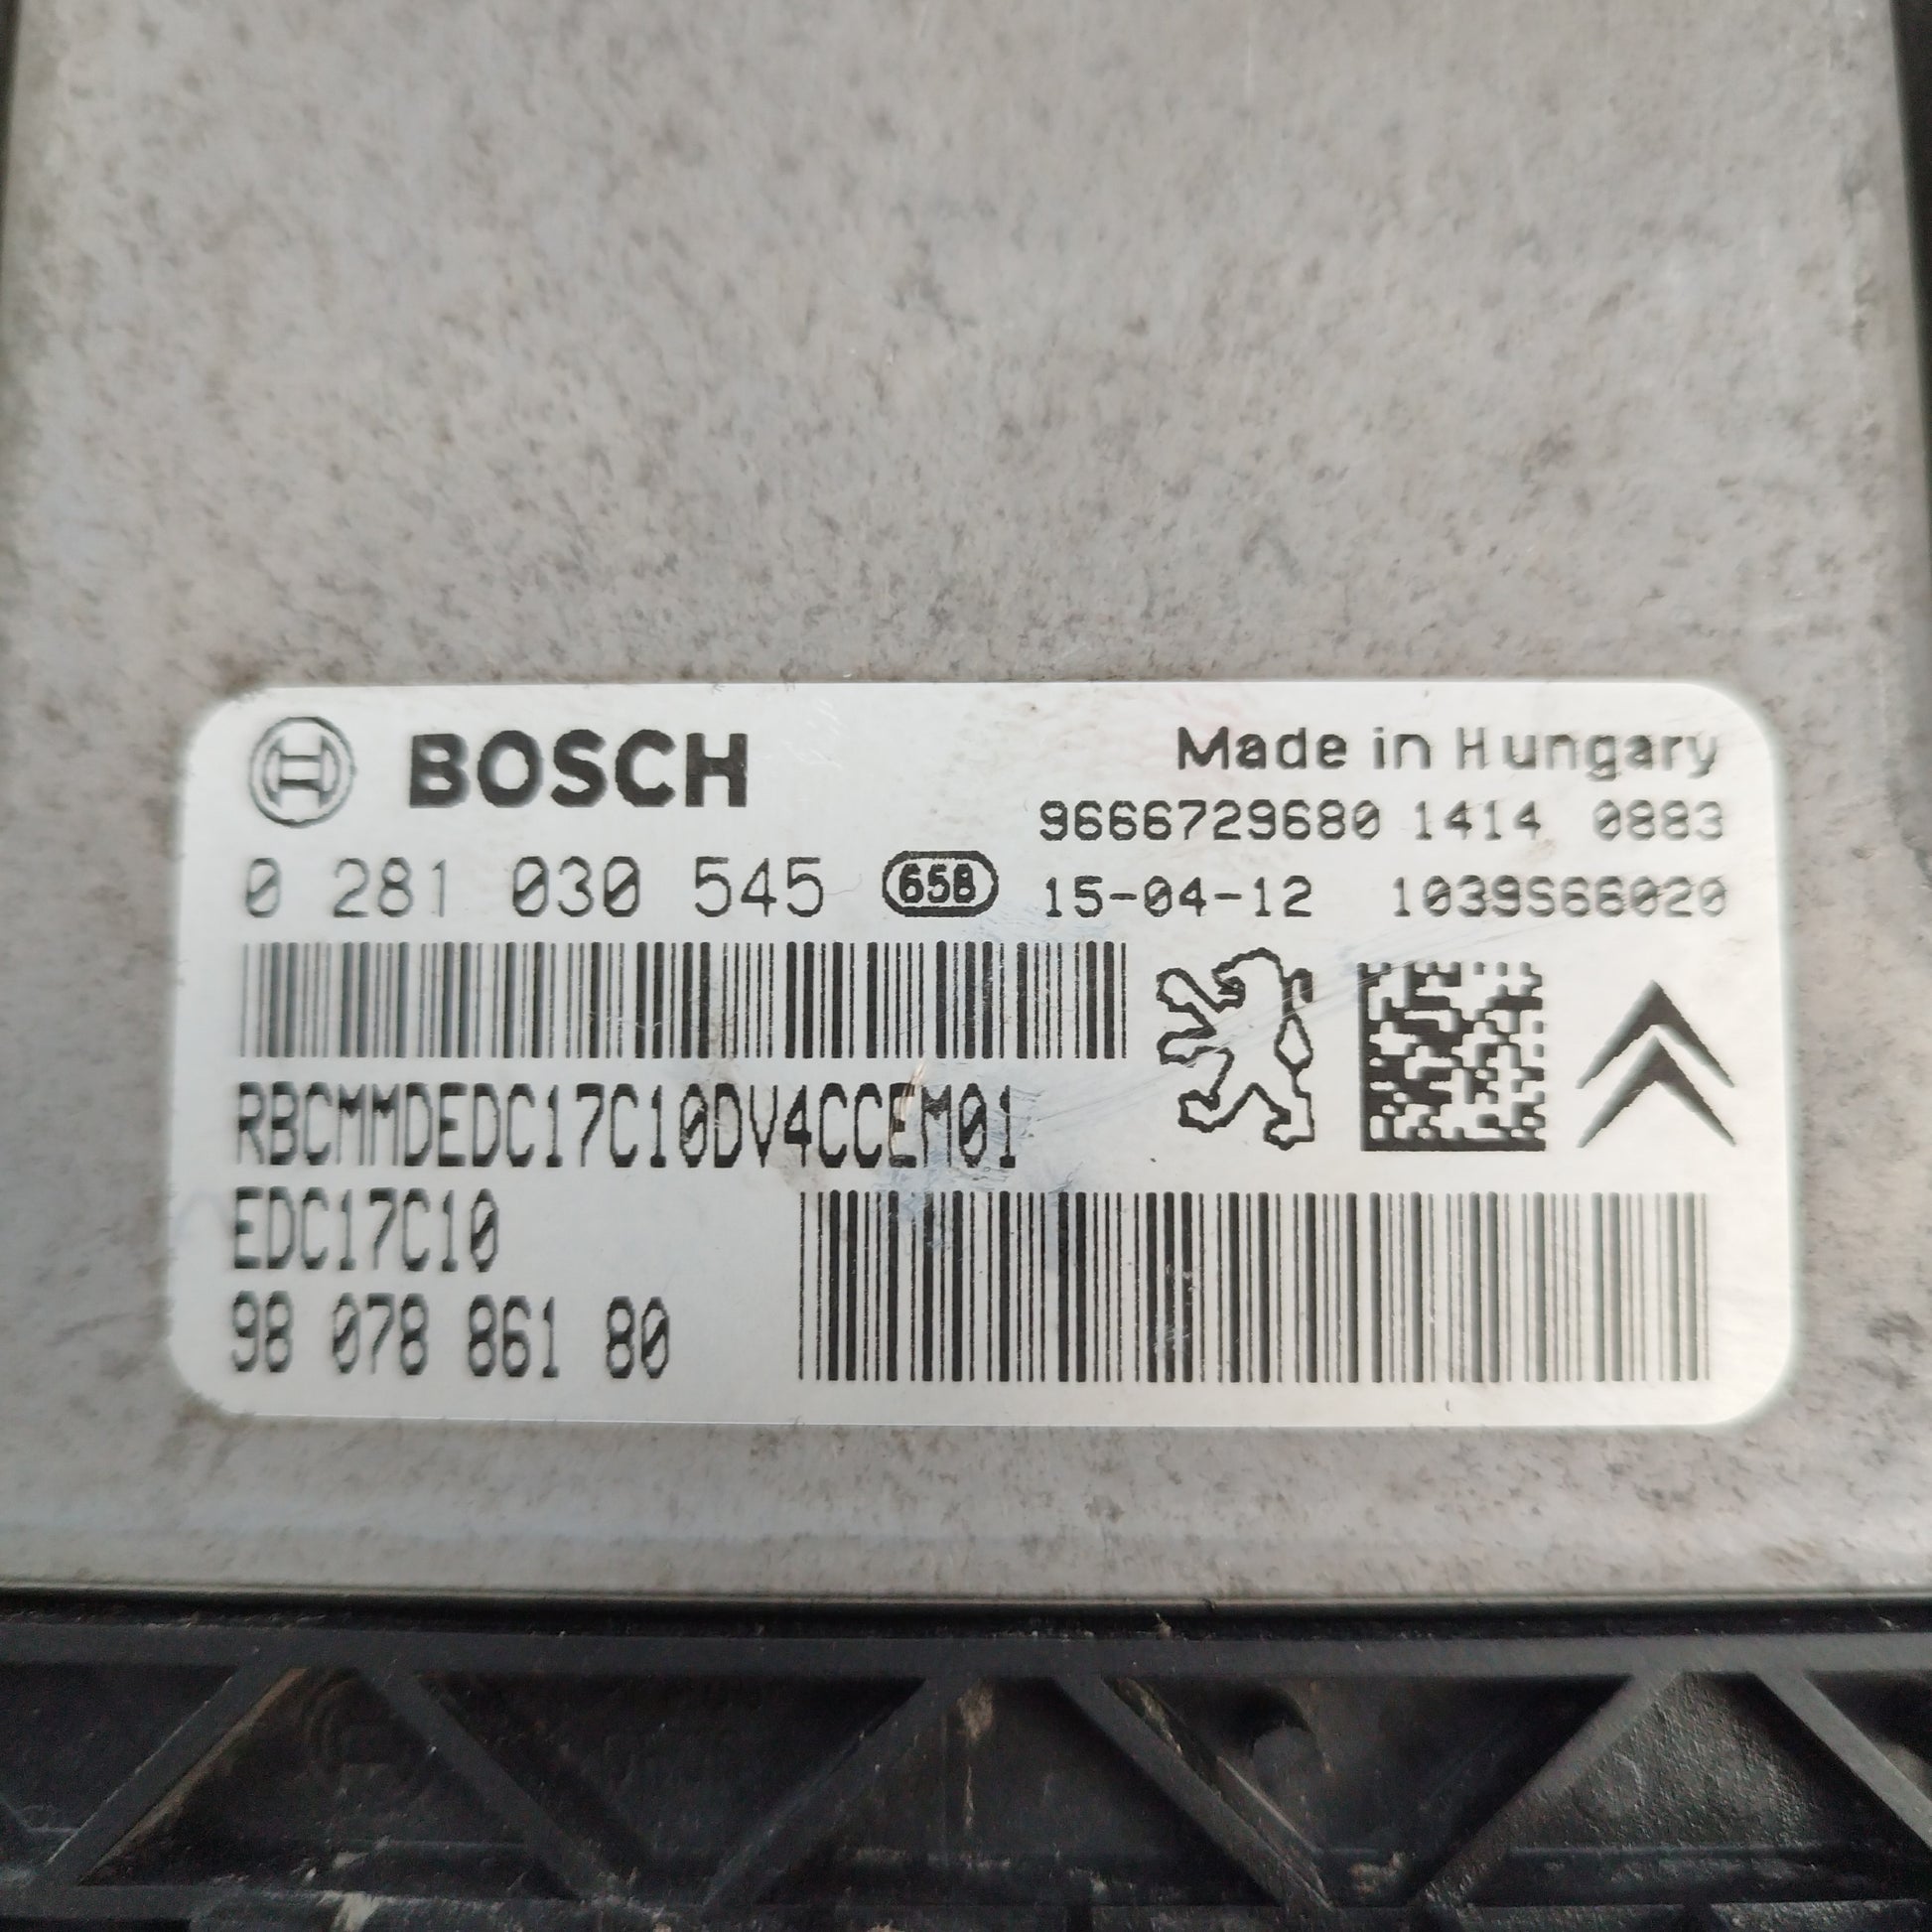 BOSCH
Made in Hungary
9666729680 1414 0883
0 281 030 545 658 15-04-12 1039S66020
RBCMMDEDC17C10DV4CCEM01
EDC17C10
98 078 861 80